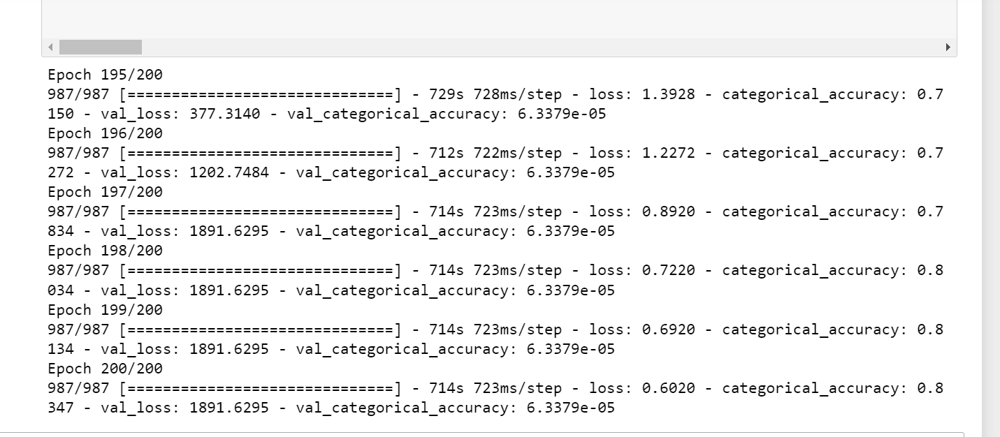 Epoch 195/200
987/987 [==============================] - 729s 728ms/step - loss: 1.3928 - categorical_accuracy: 0.7
150 - val_loss: 377.3140 - val_categorical_accuracy: 6.3379e-05
Epoch 196/200
987/987 [==============================] - 712s 722ms/step - loss: 1.2272 - categorical_accuracy: 0.7
272 - val_loss: 1202.7484 - val_categorical_accuracy: 6.3379e-05
Epoch 197/200
987/987 [==============================] - 714s 723ms/step - loss: 0.8920 - categorical_accuracy: 0.7
834 - val_loss: 1891.6295 - val_categorical_accuracy: 6.3379e-05
Epoch 198/200
987/987 [==============================] - 714s 723ms/step - loss: 0.7220 - categorical_accuracy: 0.8
034 - val_loss: 1891.6295 - val_categorical_accuracy: 6.3379e-05
Epoch 199/200
987/987 [==============================] - 714s 723ms/step - loss: 0.6920 - categorical_accuracy: 0.8
134 - val_loss: 1891.6295 - val_categorical_accuracy: 6.3379e-05
Epoch 200/200
987/987 [==============================] - 714s 723ms/step - loss: 0.6020 - categorical_accuracy: 0.8
347 - val_loss: 1891.6295 - val_categorical_accuracy: 6.3379e-05